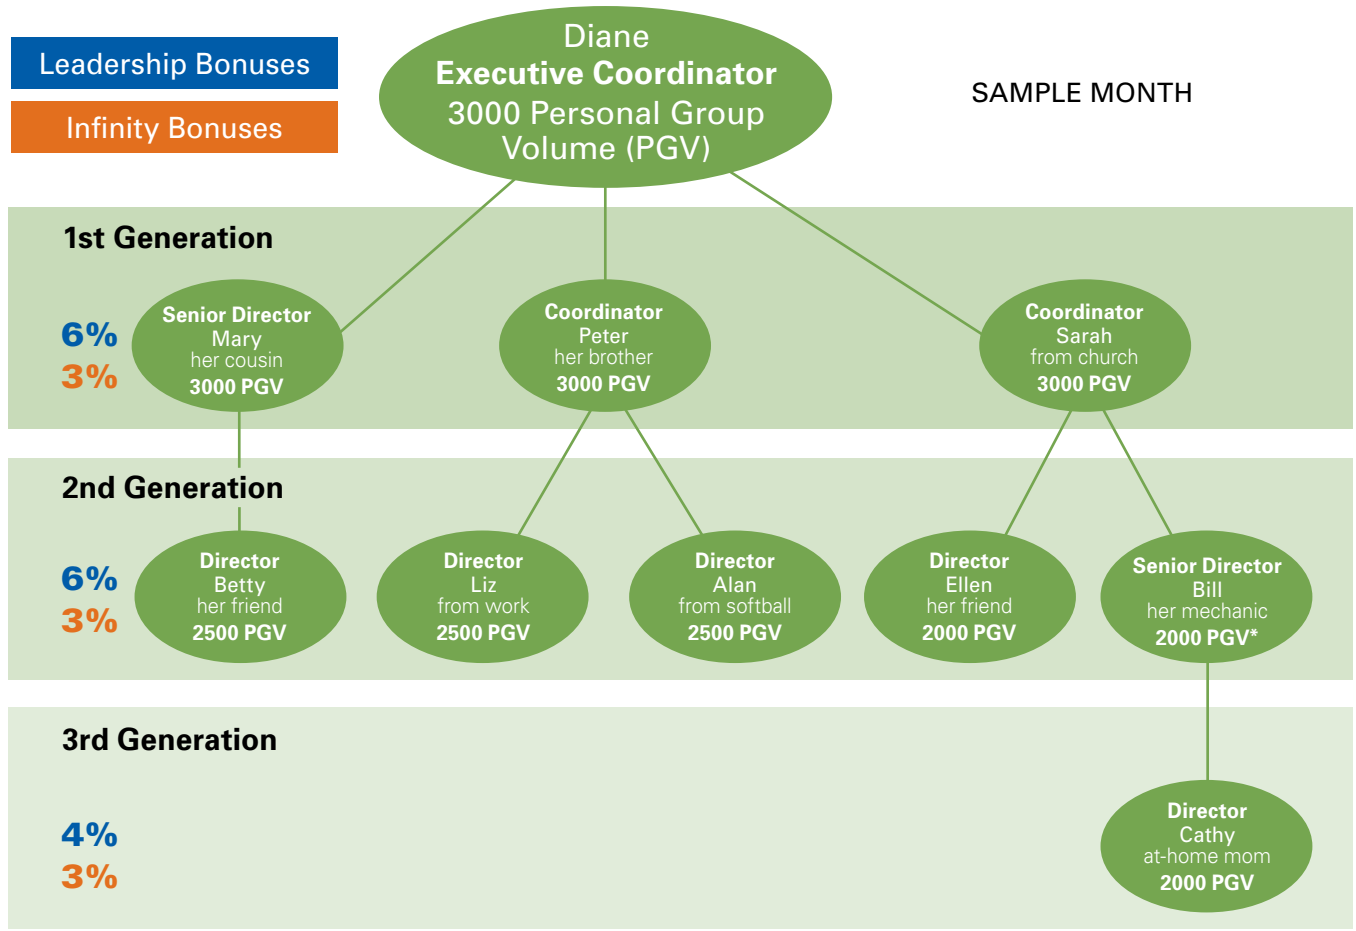 Leadership Bonuses
Infinity Bonuses
Diane
Executive Coordinator
3000 Personal Group
Volume (PGV)
SAMPLE MONTH
1st Generation
6%
3%
Senior Director
Mary
her cousin
3000 PGV
Coordinator
Peter
her brother
3000 PGV
Coordinator
Sarah
from church
3000 PGV
2nd Generation
6%
3%
Director
Betty
her friend
2500 PGV
Director
Liz
from work
2500 PGV
Director
Alan
from softball
2500 PGV
Director
Ellen
her friend
2000 PGV
Senior Director
Bill
her mechanic
2000 PGV*
3rd Generation
4%
3%
Director
Cathy
at-home mom
2000 PGV